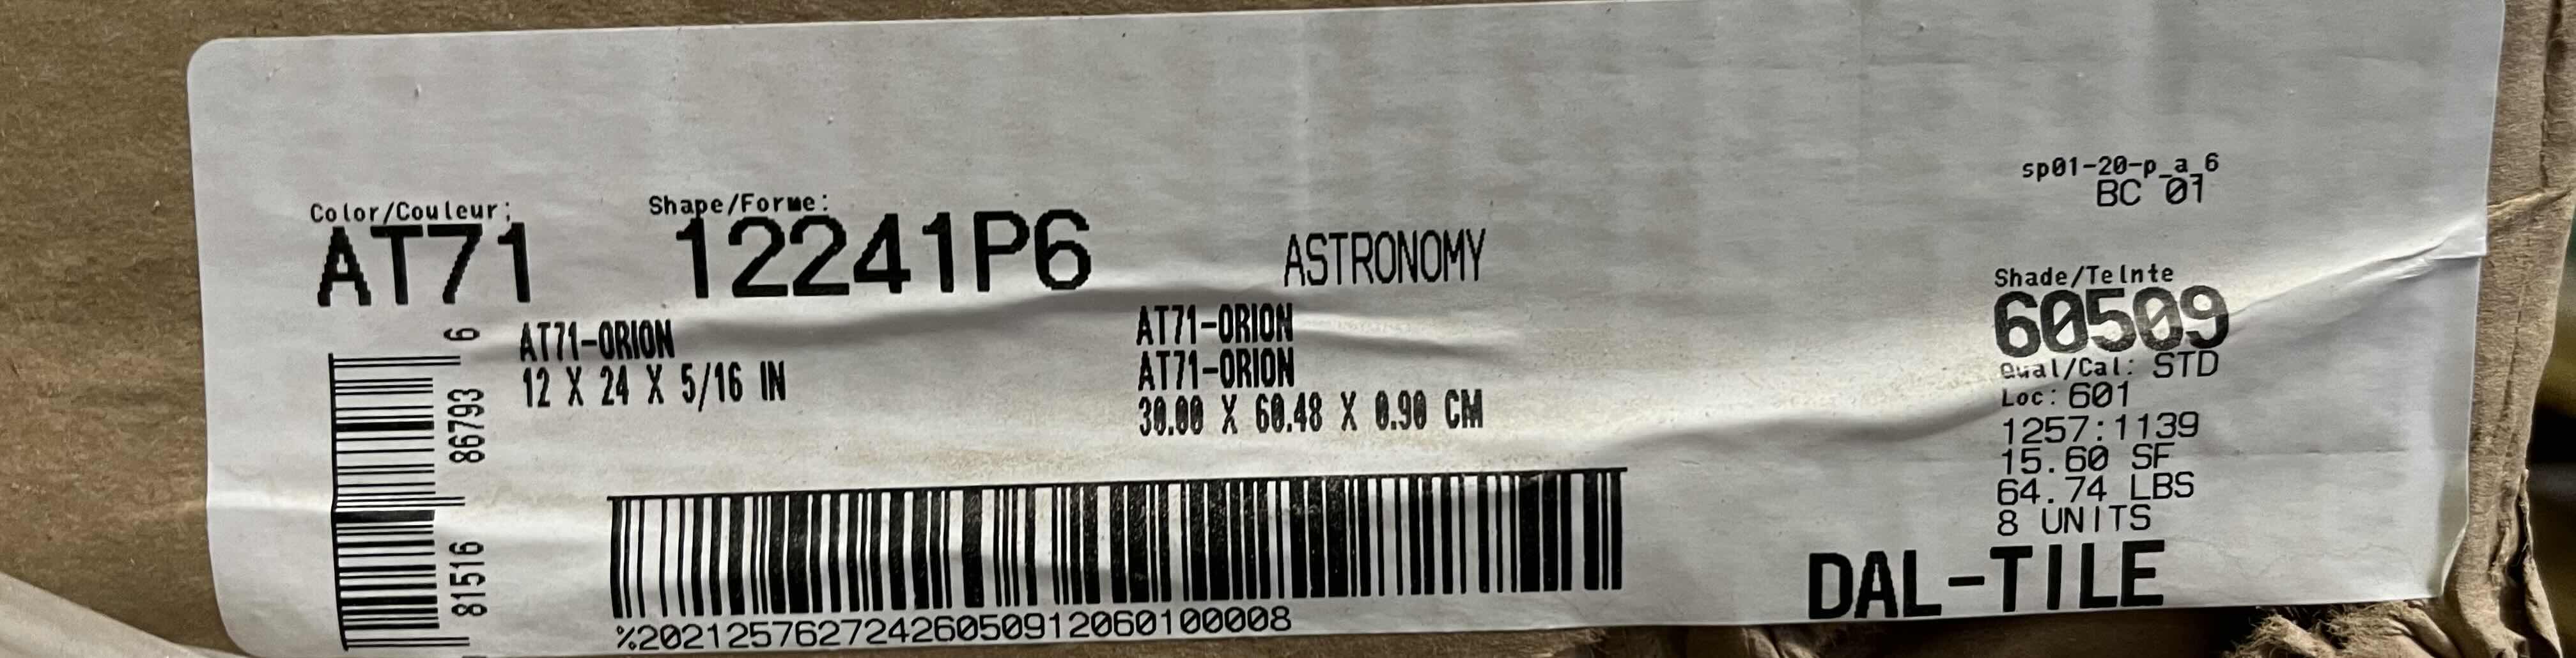 sp01-20-p_a_6
BC 01
Color/Couleur:
AT71
Shape/Forme:
12241P6
ASTRONOMY
AT71-ORION
12 X 24 X 5/16 IN
AT71-ORION
AT71-ORION
30.00 X 60.48 X 0.90 CM
Shade/Telnte
60509
Qual/Cal: STD
Loc: 601
1257:1139
15.60 SF
64.74 LBS
8 UNITS
DAL-TILE
81516 86793 6
%20212576272426050912060100008